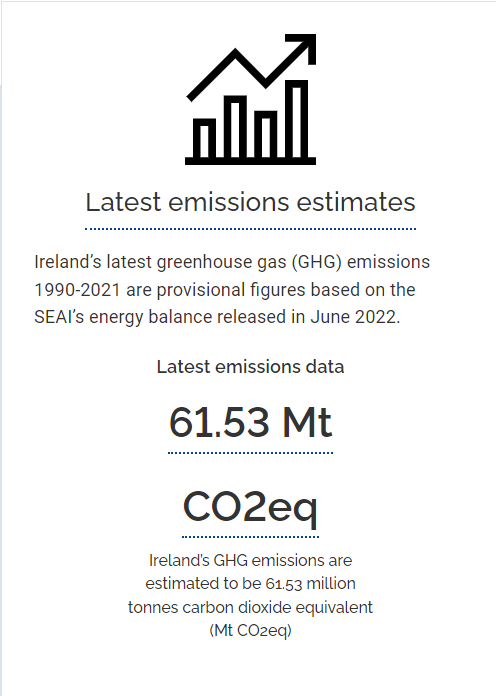 Latest emissions estimates
Ireland’s latest greenhouse gas (GHG) emissions
1990-2021 are provisional figures based on the
SEAI’s energy balance released in June 2022.
Latest emissions data
61.53 Mt
CO2eq
Ireland’s GHG emissions are
estimated to be 61.53 million
tonnes carbon dioxide equivalent
(Mt CO2eq)